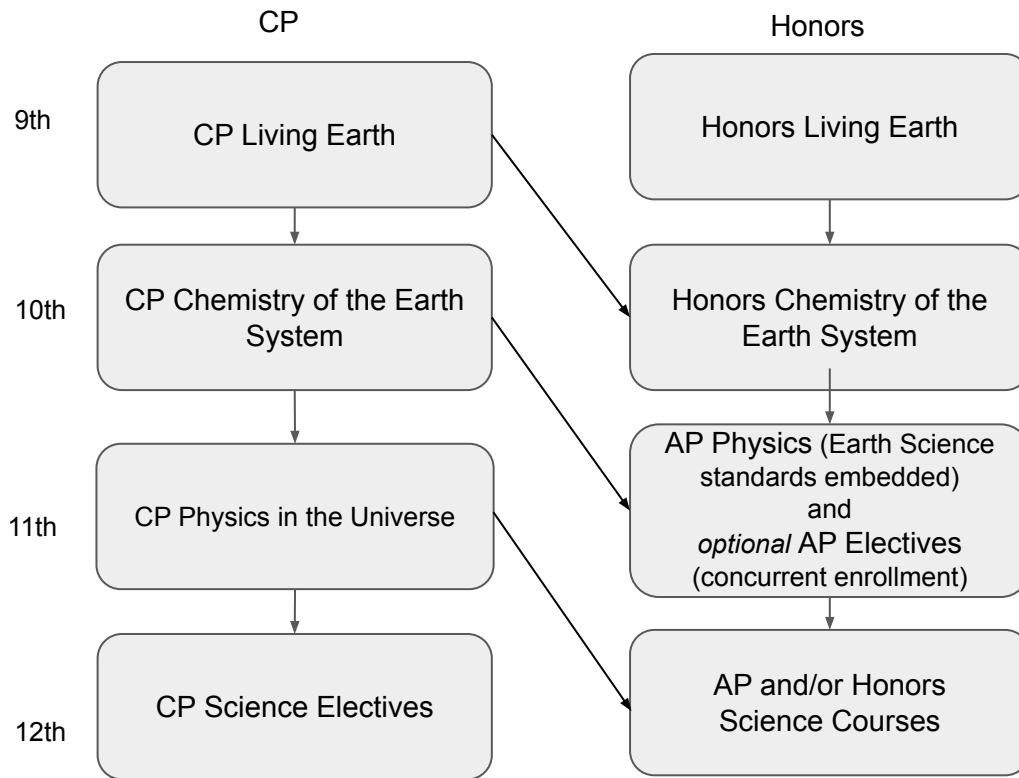 CP
Honors
9th
CP Living Earth
Honors Living Earth
10th
CP Chemistry of the Earth
System
Honors Chemistry of the
Earth System
11th
CP Physics in the Universe
AP Physics (Earth Science
standards embedded)
and
optional AP Electives
(concurrent enrollment)
12th
CP Science Electives
AP and/or Honors
Science Courses